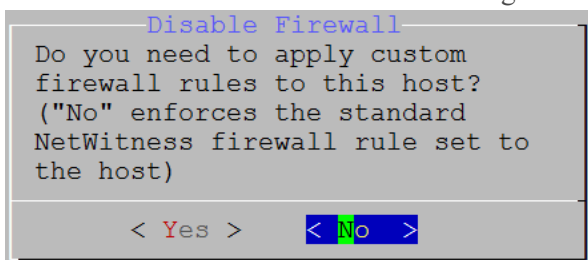 Disable Firewall
Do you need to apply custom
firewall rules to this host?
("No" enforces the standard
NetWitness firewall rule set to
the host)
< Yes > < No >